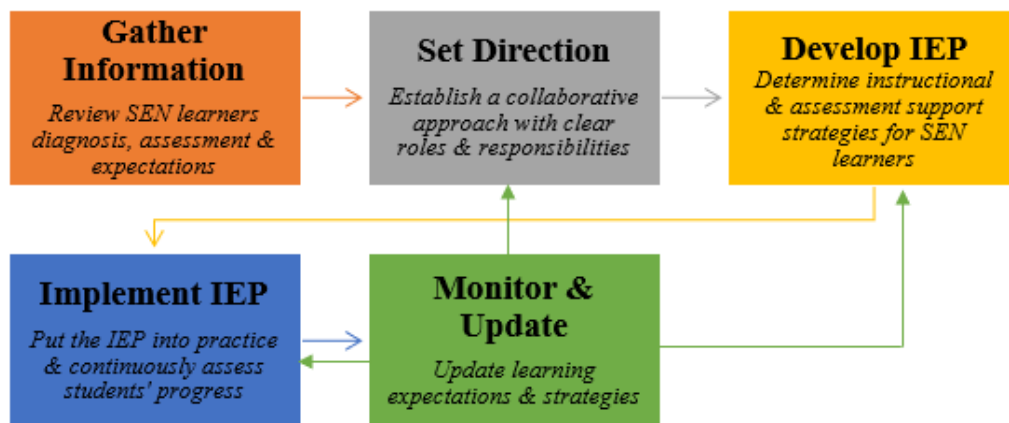 Gather
Information
Review SEN learners
diagnosis, assessment &
expectations
Set Direction
Establish a collaborative
approach with clear
roles & responsibilities
Develop IEP
Determine instructional
& assessment support
strategies for SEN
learners
Implement IEP
Put the IEP into practice
& continuously assess
students' progress
Monitor &
Update
Update learning
expectations & strategies